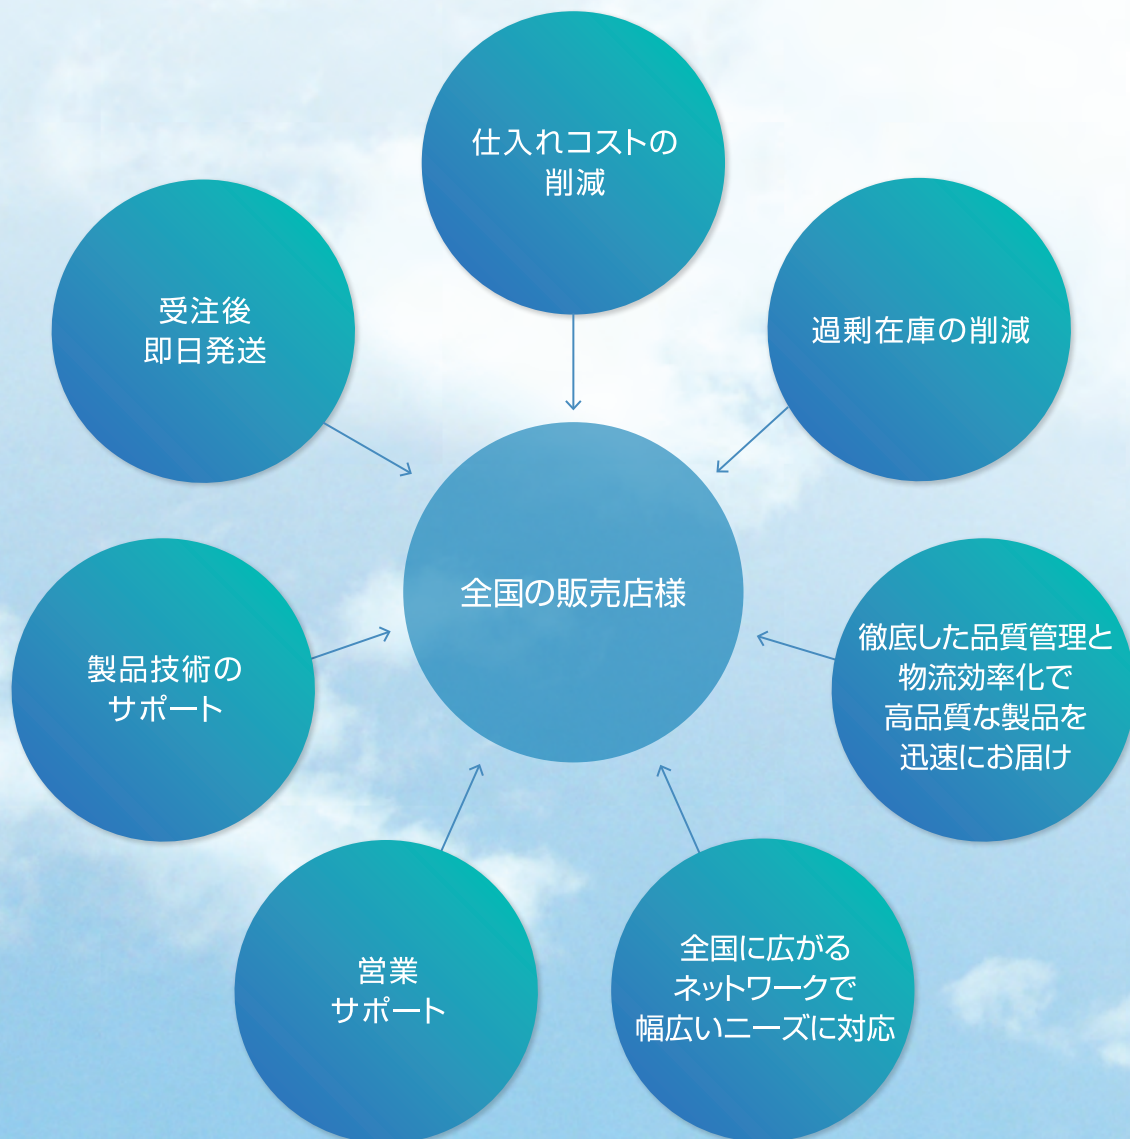 仕入れコストの
削減
受注後
即日発送
過剰在庫の削減
全国の販売店様
製品技術の
サポート
徹底した品質管理と
物流効率化で
高品質な製品を
迅速にお届け
営業
サポート
全国に広がる
ネットワークで
幅広いニーズに対応